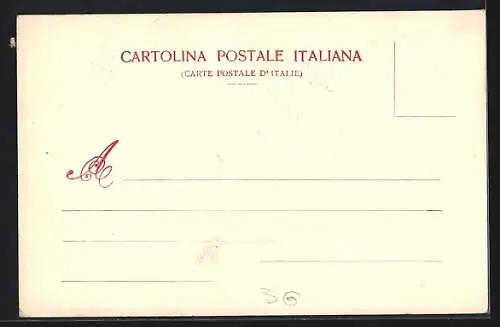 CARTOLINA POSTALE ITALIANA
(CARTE POSTALE D'ITALIE)
A
36